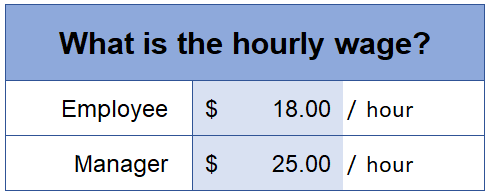 What is the hourly wage?
Employee $ 18.00 / hour
Manager $ 25.00 / hour